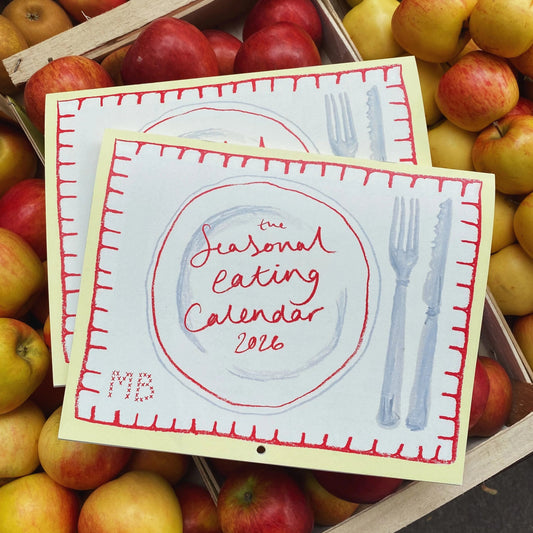 the
Seasonal
eating
Calendar
2026
MB